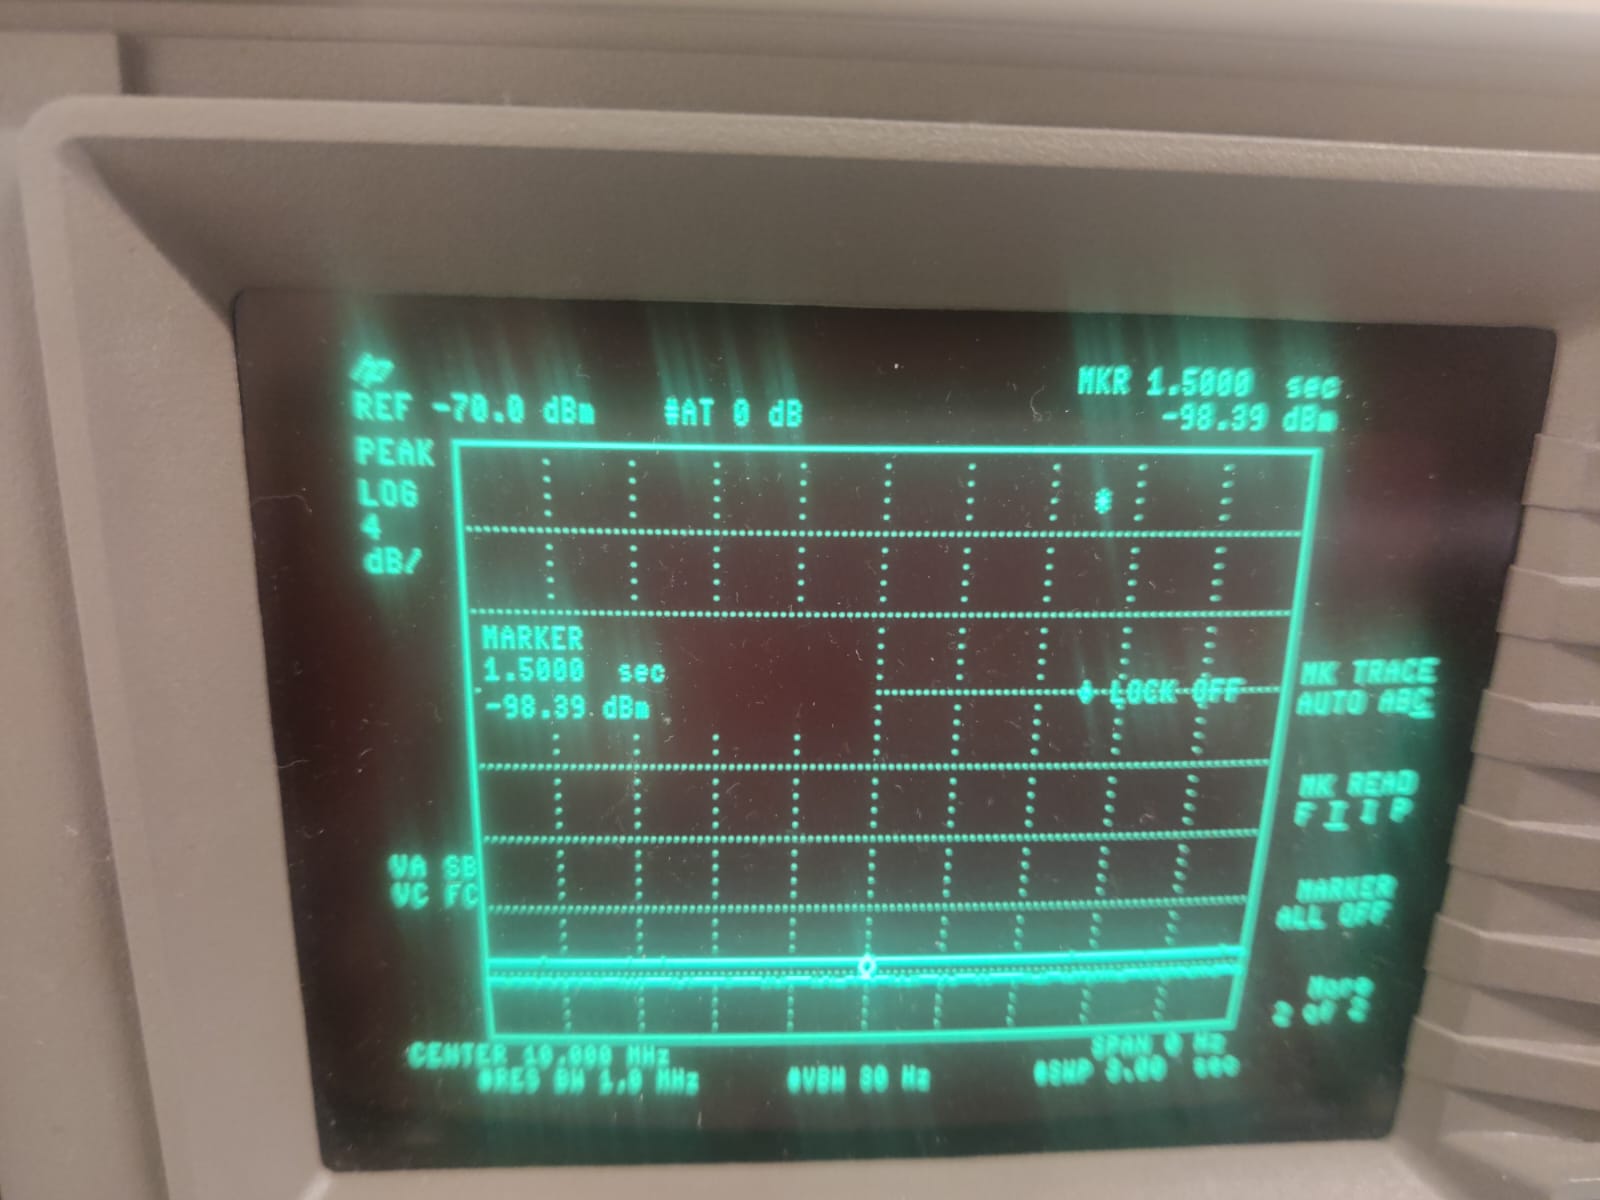 hp
REF -70.0 dBm #AT 0 dB
MKR 1.5000 sec
-98.39 dBm
PEAK
LOG
4
dB/
*
MARKER
1.5000 sec
-98.39 dBm
LOCK OFF
MK TRACE
AUTO ABC
MK READ
F I I P
MARKER
ALL OFF
VA SB
VC FC
More
2 of 2
CENTER 10.000 MHz
SPAN 0 Hz
#RES BW 1.0 MHz #VBW 30 Hz #SWP 3.00 sec